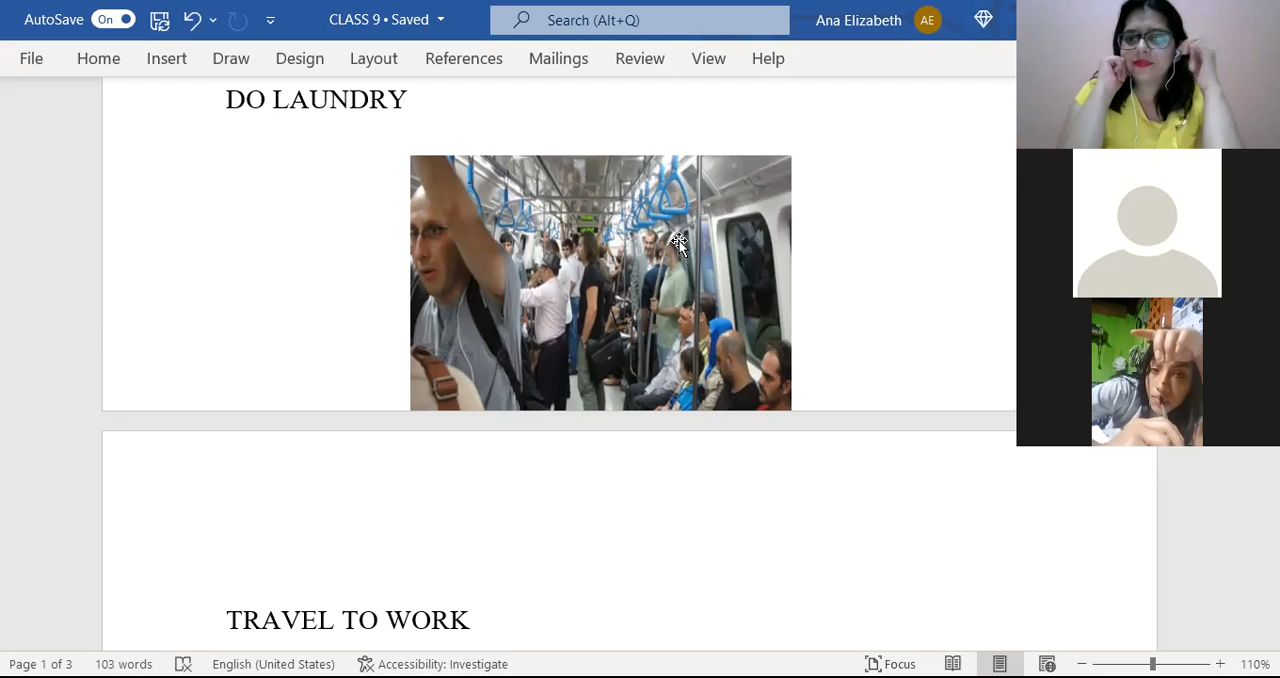 AutoSave On CLASS 9 • Saved Search (Alt+Q) Ana Elizabeth AE
File Home Insert Draw Design Layout References Mailings Review View Help
DO LAUNDRY
TRAVEL TO WORK
Page 1 of 3 103 words English (United States) Accessibility: Investigate Focus 110%